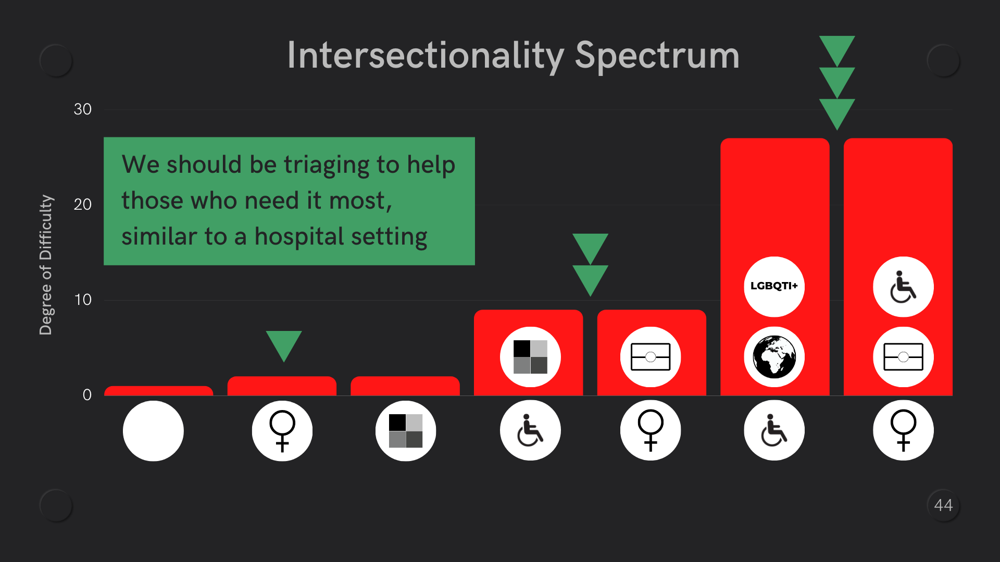 Intersectionality Spectrum
30
We should be triaging to help
those who need it most,
similar to a hospital setting
20
10
0
Degree of Difficulty
LGBQTI+
44